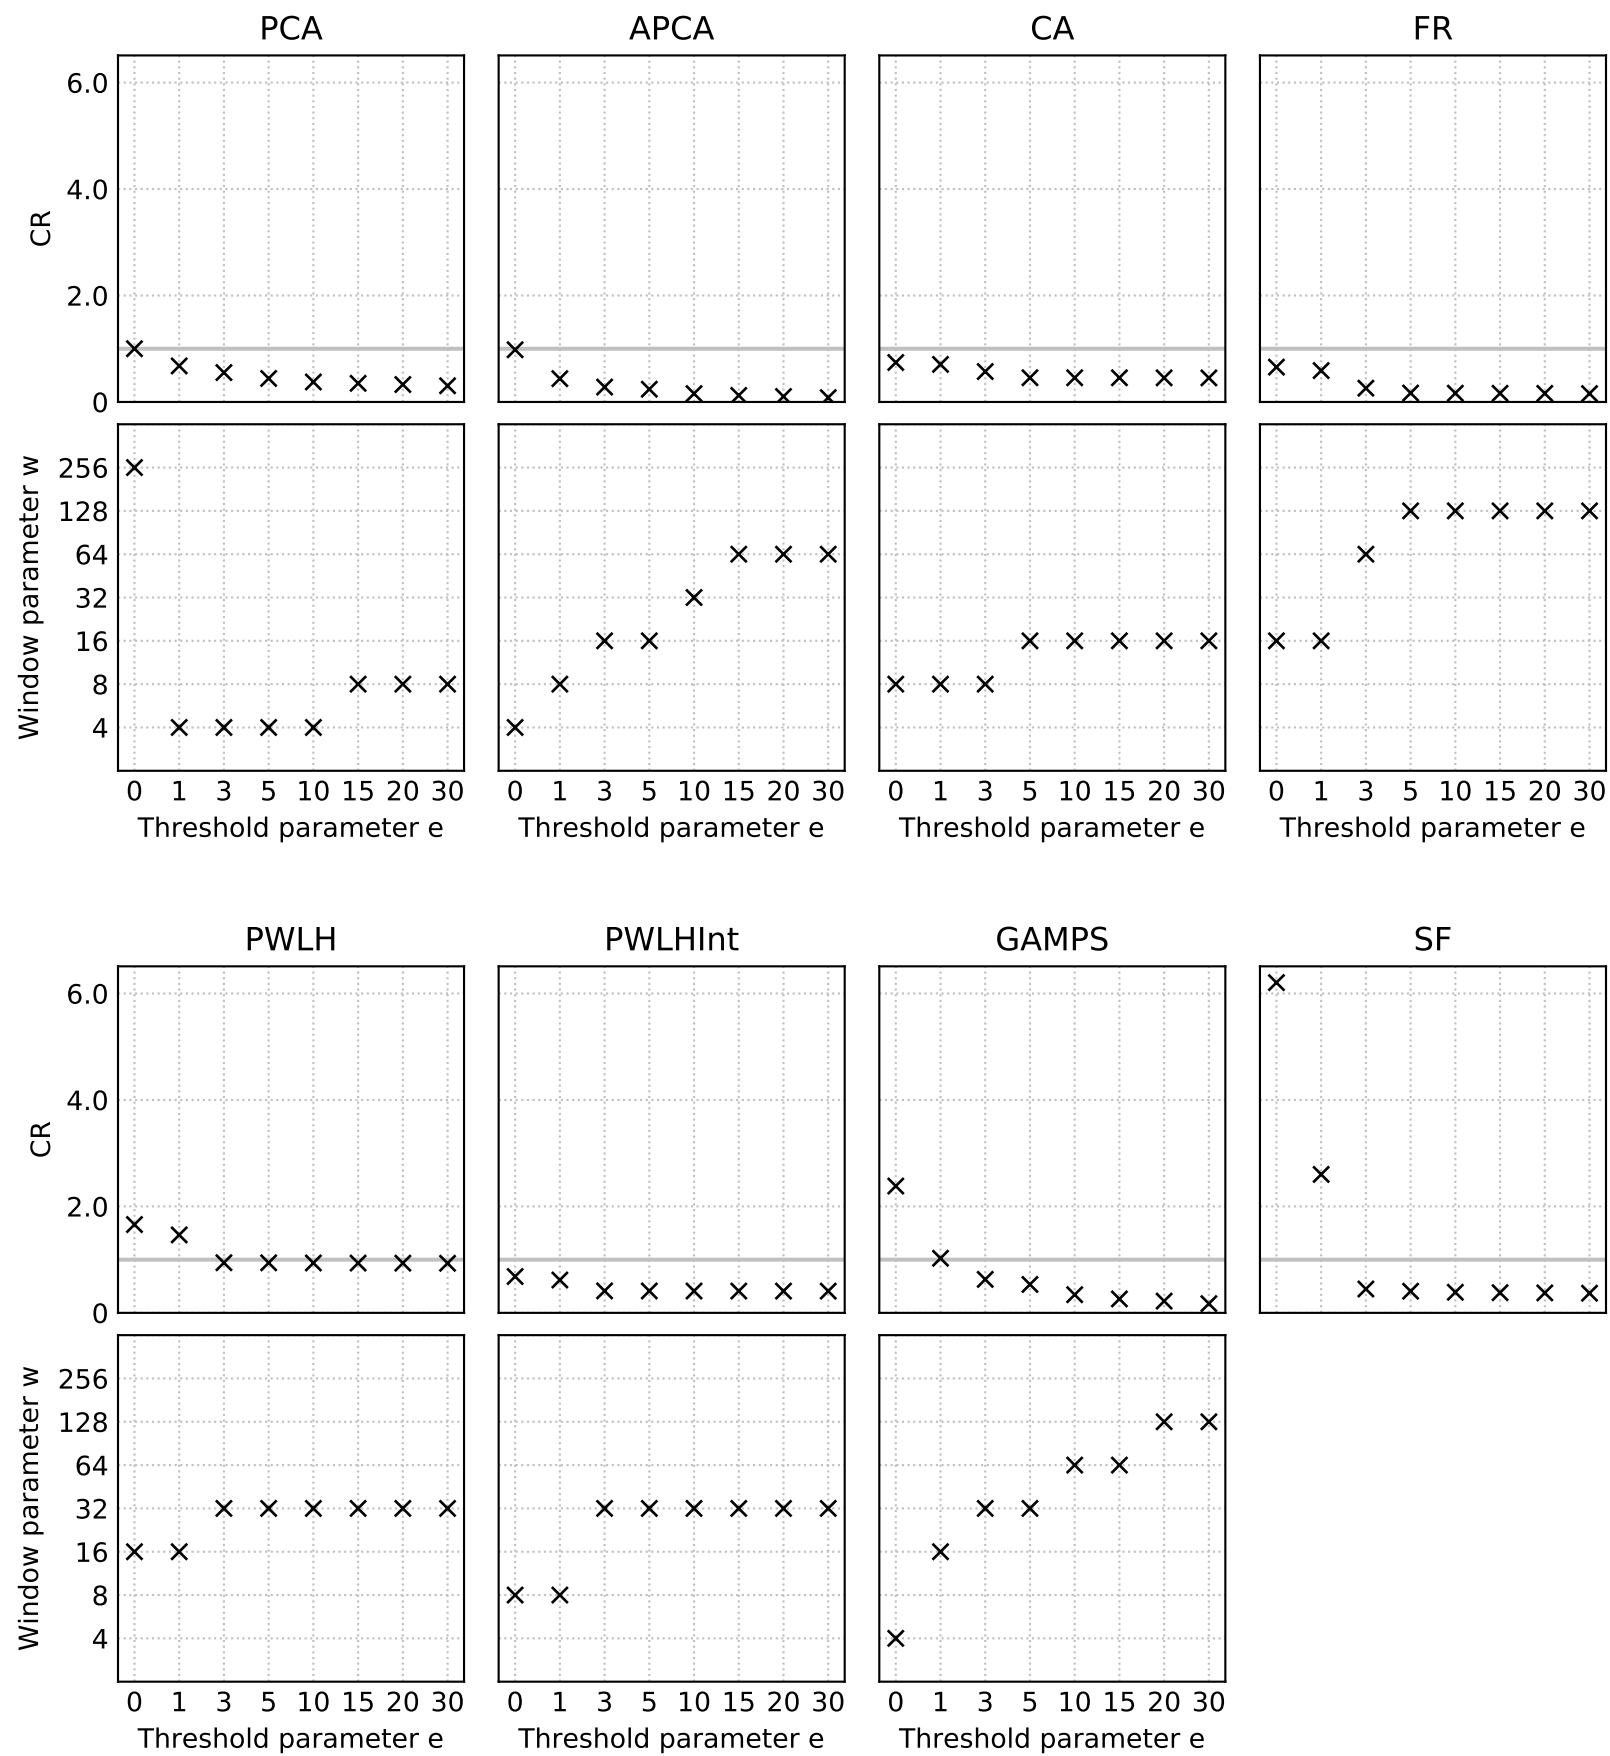 PCA APCA CA FR
6.0
4.0
2.0
0
CR
256
128
64
32
16
8
4
Window parameter w
0 1 3 5 10 15 20 30 0 1 3 5 10 15 20 30 0 1 3 5 10 15 20 30 0 1 3 5 10 15 20 30
Threshold parameter e Threshold parameter e Threshold parameter e Threshold parameter e
PWLH PWLHInt GAMPS SF
6.0
4.0
2.0
0
CR
256
128
64
32
16
8
4
Window parameter w
0 1 3 5 10 15 20 30 0 1 3 5 10 15 20 30 0 1 3 5 10 15 20 30
Threshold parameter e Threshold parameter e Threshold parameter e